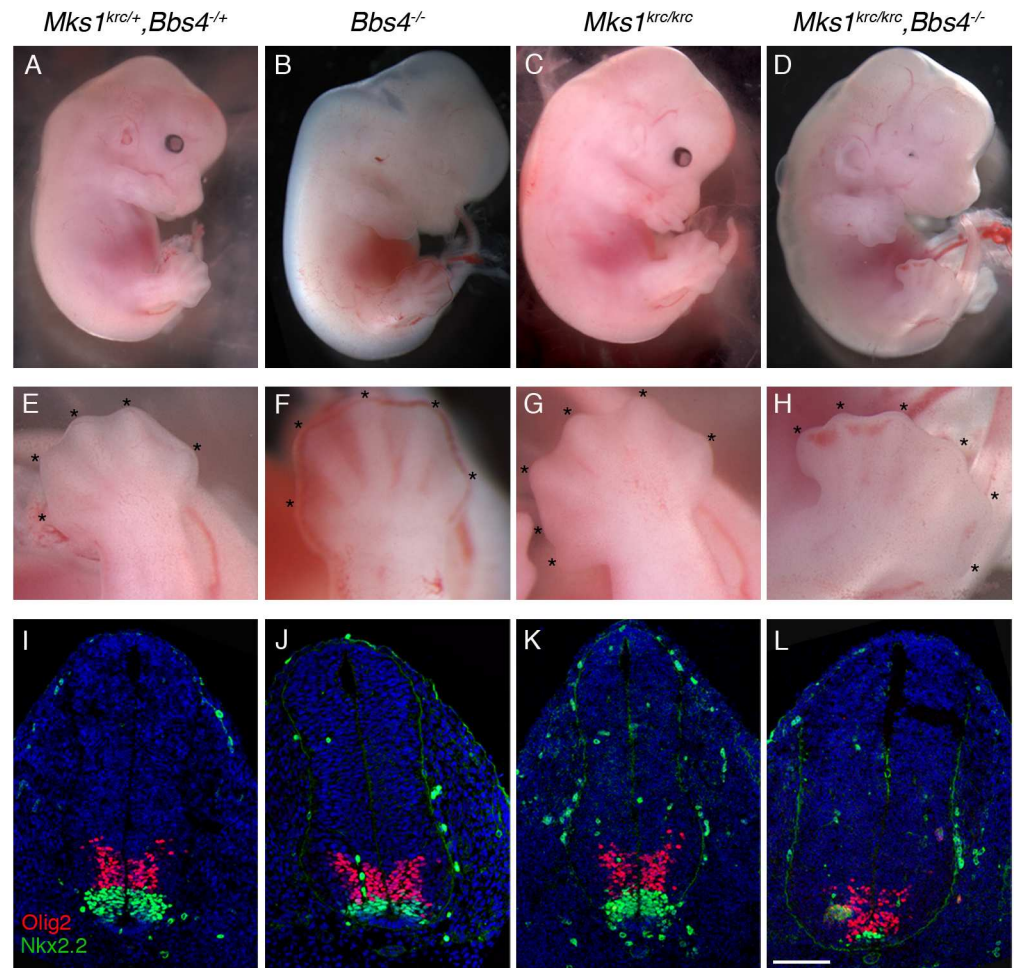 Mks1krc/+,Bbs4-/+ Bbs4-/- Mks1krc/krc Mks1krc/krc,Bbs4-/-
A B C D
E F G H
* * * * * * * * * * * * * * * * * * * * * *
I J K L
Olig2
Nkx2.2